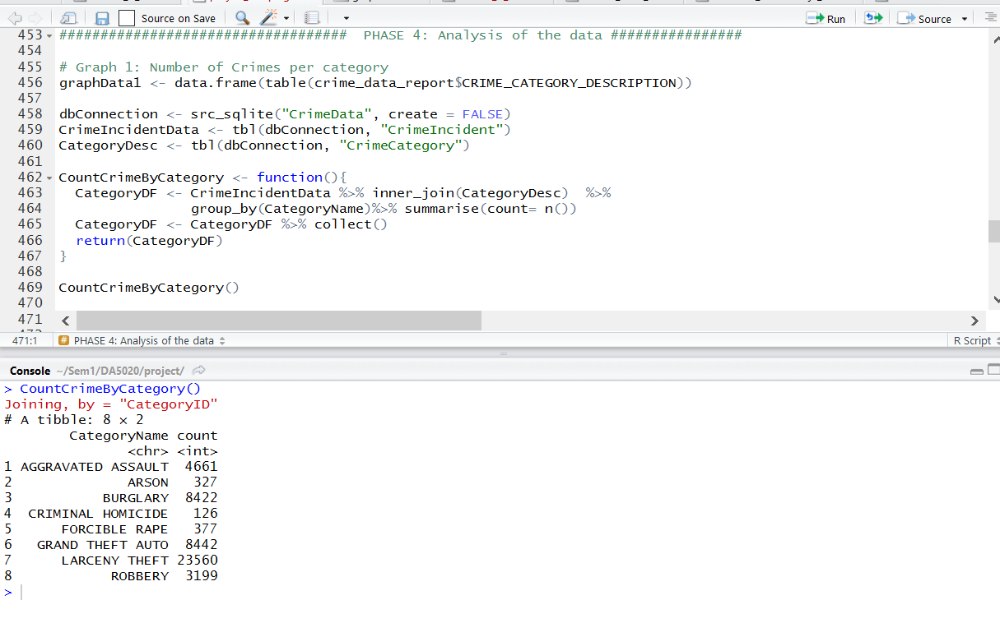 Source on Save
Run
Source
453 ################################### PHASE 4: Analysis of the data ################
454
455 # Graph 1: Number of Crimes per category
456 graphData1 <- data.frame(table(crime_data_report$CRIME_CATEGORY_DESCRIPTION))
457
458 dbConnection <- src_sqlite("CrimeData", create = FALSE)
459 CrimeIncidentData <- tbl(dbConnection, "CrimeIncident")
460 CategoryDesc <- tbl(dbConnection, "CrimeCategory")
461
462 CountCrimeByCategory <- function(){
463 CategoryDF <- CrimeIncidentData %>% inner_join(CategoryDesc) %>%
464 group_by(CategoryName)%>% summarise(count= n())
465 CategoryDF <- CategoryDF %>% collect()
466 return(CategoryDF)
467 }
468
469 CountCrimeByCategory()
470
471
471:1 PHASE 4: Analysis of the data R Script
Console ~/Sem1/DA5020/project/
> CountCrimeByCategory()
Joining, by = "CategoryID"
# A tibble: 8 × 2
CategoryName count
<chr> <int>
1 AGGRAVATED ASSAULT 4661
2 ARSON 327
3 BURGLARY 8422
4 CRIMINAL HOMICIDE 126
5 FORCIBLE RAPE 377
6 GRAND THEFT AUTO 8442
7 LARCENY THEFT 23560
8 ROBBERY 3199
>